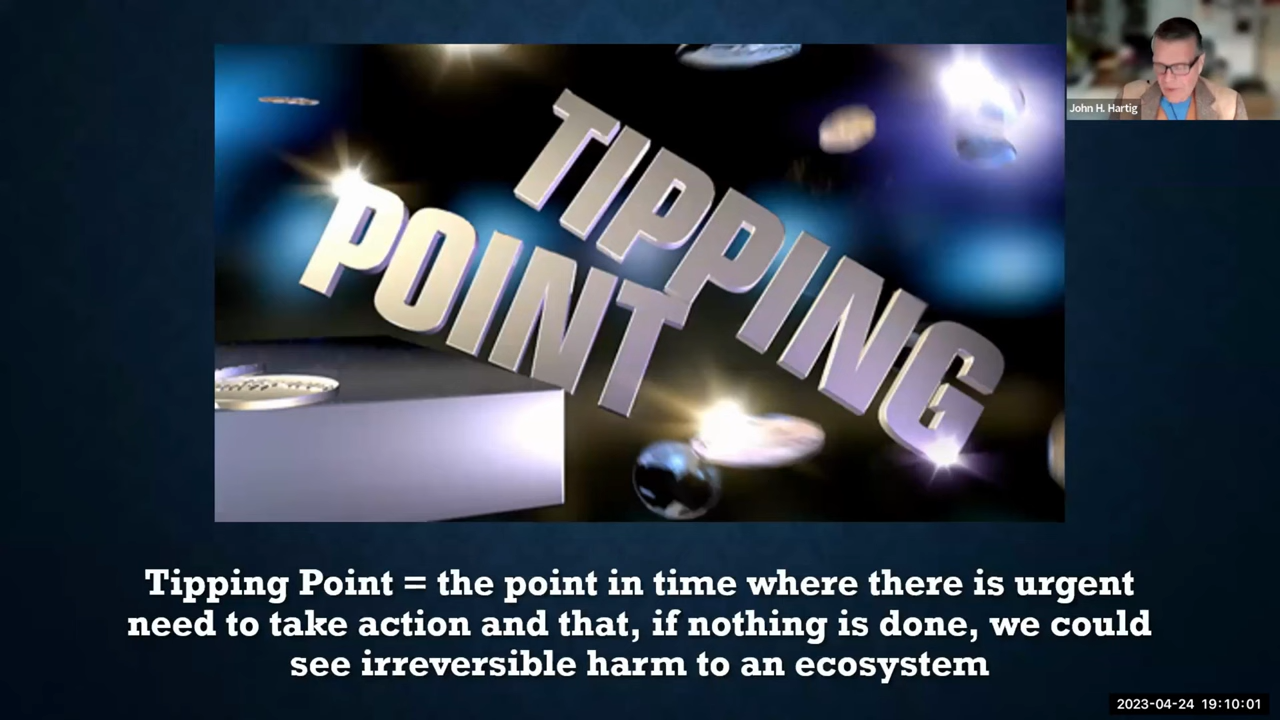 TIPPING
POINT
John H. Hartig
Tipping Point = the point in time where there is urgent
need to take action and that, if nothing is done, we could
see irreversible harm to an ecosystem
2023-04-24 19:10:01